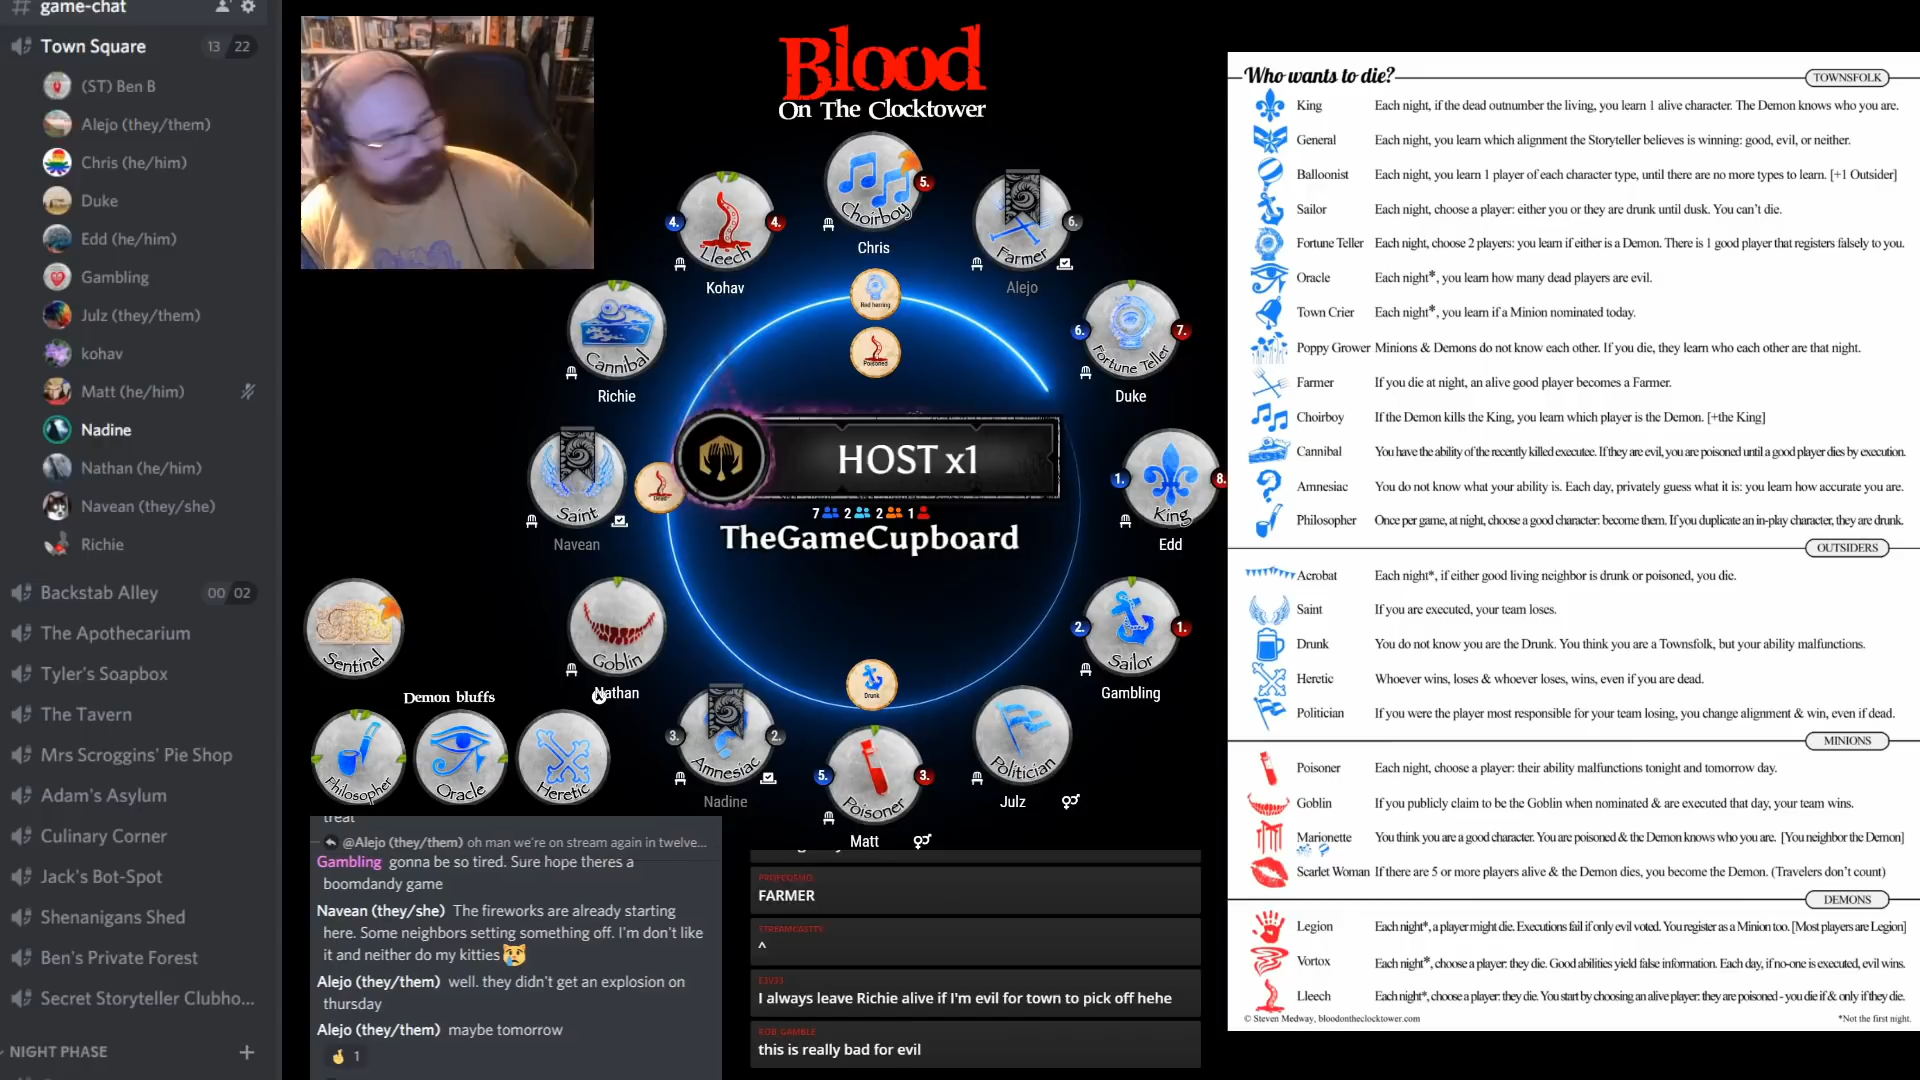 game-chat
Town Square
13 22
(ST) Ben B
Alejo (they/them)
Chris (he/him)
Duke
Edd (he/him)
Gambling
Julz (they/them)
kohav
Matt (he/him)
Nadine
Nathan (he/him)
Navean (they/she)
Richie
Backstab Alley
00 02
The Apothecarium
Tyler's Soapbox
The Tavern
Mrs Scroggins' Pie Shop
Adam's Asylum
Culinary Corner
Jack's Bot-Spot
Shenanigans Shed
Ben's Private Forest
Secret Storyteller Clubho...
NIGHT PHASE
Blood
On The Clocktower
Choirboy
5.
Chris
Lleech
4.
4.
Kohav
Farmer
6.
Alejo
Red herring
Poisoned
Cannibal
Richie
Fortune Teller
6.
7.
Duke
Saint
Dead
Navean
HOST x1
7 2 2 1
TheGameCupboard
King
1.
8.
Edd
Sentinel
Goblin
Nathan
Sailor
2.
1.
Gambling
Demon bluffs
Philosopher
Oracle
Heretic
Amnesiac
3.
2.
Nadine
Drunk
Poisoner
5.
3.
Matt
Politician
Julz
treat
@Alejo (they/them) oh man we're on stream again in twelve...
Gambling gonna be so tired. Sure hope theres a
boomdandy game
Navean (they/she) The fireworks are already starting
here. Some neighbors setting something off. I'm don't like
it and neither do my kitties
Alejo (they/them) well. they didn't get an explosion on
thursday
Alejo (they/them) maybe tomorrow
1
FARMER
STREAMCASTTV
^
E3V33
I always leave Richie alive if I'm evil for town to pick off hehe
ROB GAMBLE
this is really bad for evil
Who wants to die?
TOWNSFOLK
King Each night, if the dead outnumber the living, you learn 1 alive character. The Demon knows who you are.
General Each night, you learn which alignment the Storyteller believes is winning: good, evil, or neither.
Balloonist Each night, you learn 1 player of each character type, until there are no more types to learn. [+1 Outsider]
Sailor Each night, choose a player: either you or they are drunk until dusk. You can't die.
Fortune Teller Each night, choose 2 players: you learn if either is a Demon. There is 1 good player that registers falsely to you.
Oracle Each night*, you learn how many dead players are evil.
Town Crier Each night*, you learn if a Minion nominated today.
Poppy Grower Minions & Demons do not know each other. If you die, they learn who each other are that night.
Farmer If you die at night, an alive good player becomes a Farmer.
Choirboy If the Demon kills the King, you learn which player is the Demon. [+the King]
Cannibal You have the ability of the recently killed executee. If they are evil, you are poisoned until a good player dies by execution.
Amnesiac You do not know what your ability is. Each day, privately guess what it is: you learn how accurate you are.
Philosopher Once per game, at night, choose a good character: become them. If you duplicate an in-play character, they are drunk.
OUTSIDERS
Acrobat Each night*, if either good living neighbor is drunk or poisoned, you die.
Saint If you are executed, your team loses.
Drunk You do not know you are the Drunk. You think you are a Townsfolk, but your ability malfunctions.
Heretic Whoever wins, loses & whoever loses, wins, even if you are dead.
Politician If you were the player most responsible for your team losing, you change alignment & win, even if dead.
MINIONS
Poisoner Each night, choose a player: their ability malfunctions tonight and tomorrow day.
Goblin If you publicly claim to be the Goblin when nominated & are executed that day, your team wins.
Marionette You think you are a good character. You are poisoned & the Demon knows who you are. [You neighbor the Demon]
Scarlet Woman If there are 5 or more players alive & the Demon dies, you become the Demon. (Travelers don't count)
DEMONS
Legion Each night*, a player might die. Executions fail if only evil voted. You register as a Minion too. [Most players are Legion]
Vortox Each night*, choose a player: they die. Good abilities yield false information. Each day, if no-one is executed, evil wins.
Lleech Each night*, choose a player: they die. You start by choosing an alive player: they are poisoned - you die if & only if they die.
© Steven Medway, bloodontheclocktower.com
*Not the first night.